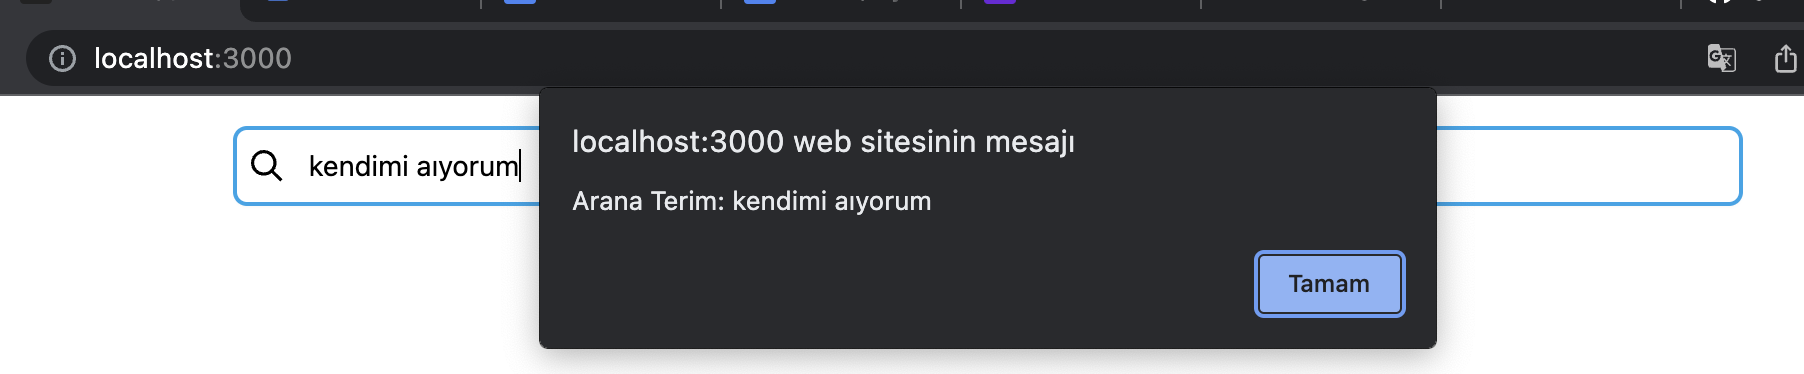 localhost:3000
localhost:3000 web sitesinin mesajı
kendimi aıyorum
Arana Terim: kendimi aıyorum
Tamam